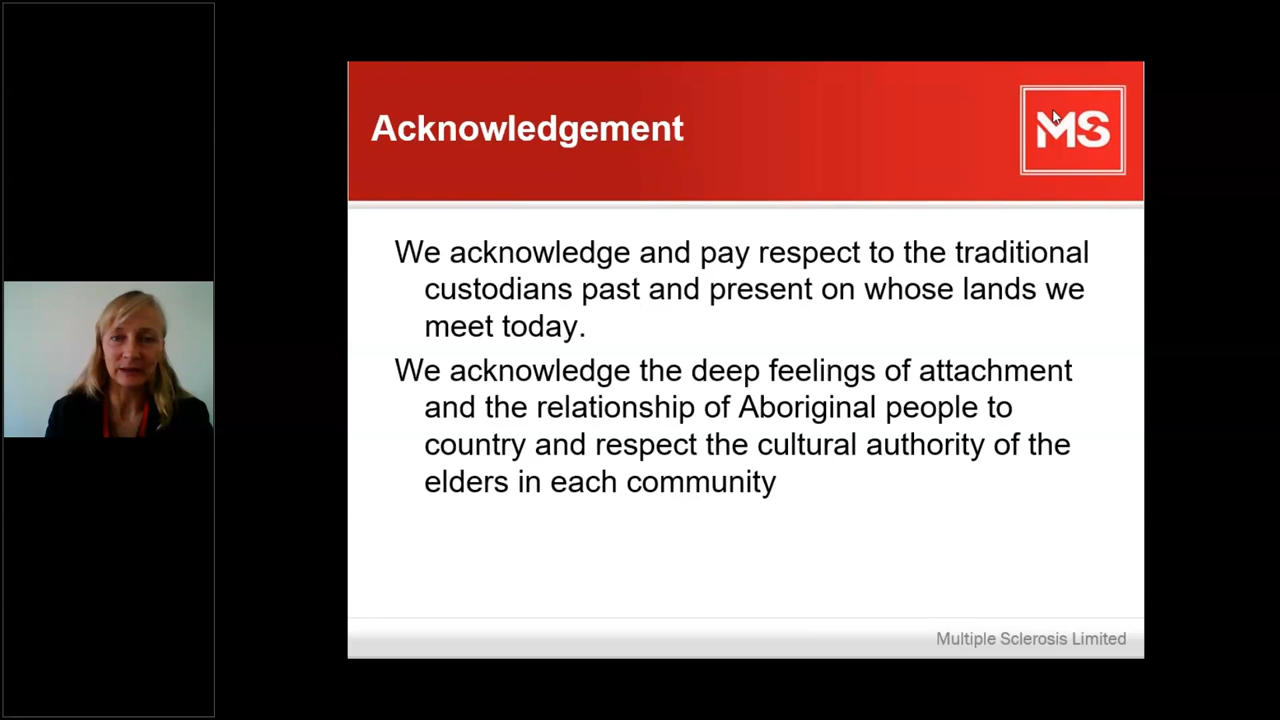 Acknowledgement
MS
We acknowledge and pay respect to the traditional
custodians past and present on whose lands we
meet today.
We acknowledge the deep feelings of attachment
and the relationship of Aboriginal people to
country and respect the cultural authority of the
elders in each community
Multiple Sclerosis Limited